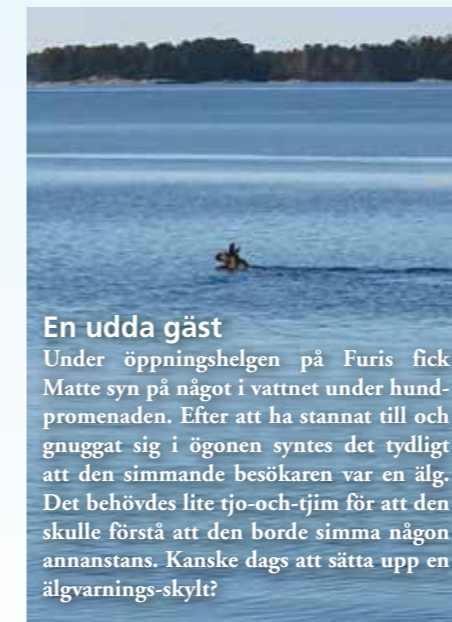 En udda gäst
Under öppningshelgen på Furis fick
Matte syn på något i vattnet under hund-
promenaden. Efter att ha stannat till och
gnuggat sig i ögonen syntes det tydligt
att den simmande besökaren var en älg.
Det behövdes lite tjo-och-tjim för att den
skulle förstå att den borde simma någon
annanstans. Kanske dags att sätta upp en
älgvarnings-skylt?